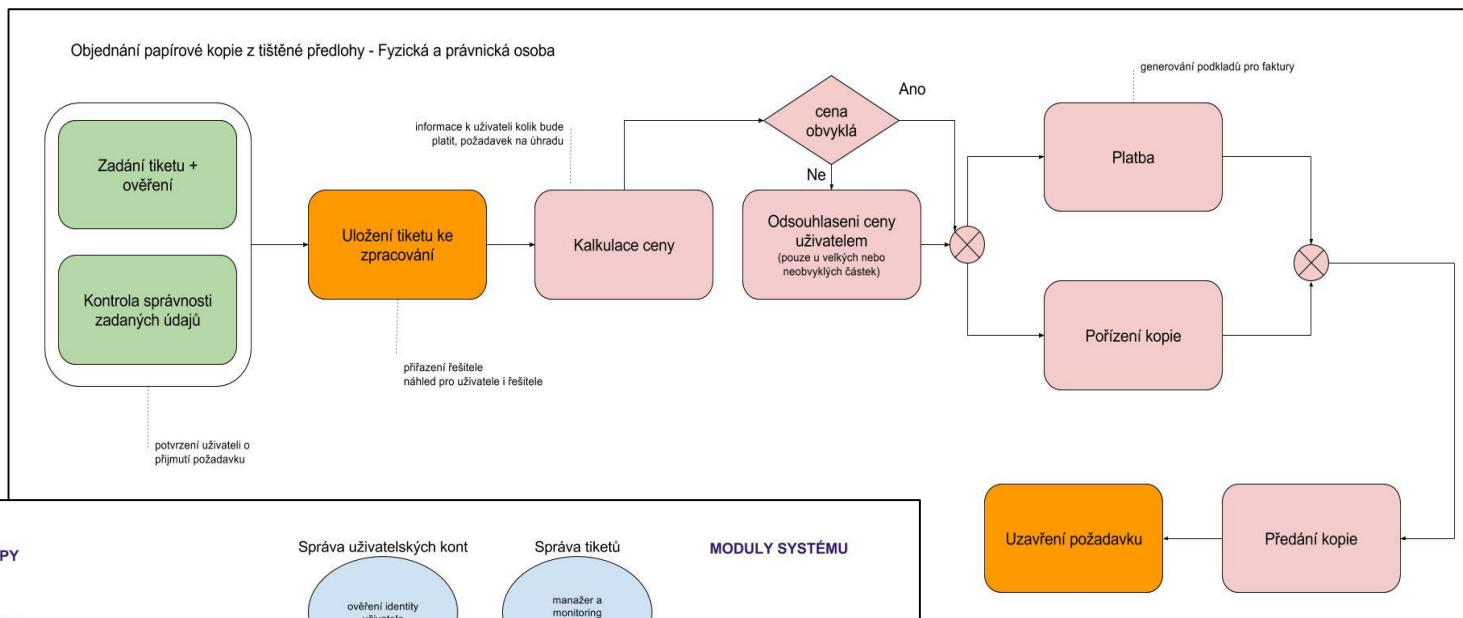 Objednání papírové kopie z tištěné předlohy - Fyzická a právnická osoba
generování podkladů pro faktury
Ano
cena
obvyklá
informace k uživateli kolik bude
platit, požadavek na úhradu
Zadání tiketu +
ověření
Platba
Ne
Uložení tiketu ke
zpracování
Kalkulace ceny
Odsouhlaseni ceny
uživatelem
(pouze u velkých nebo
neobvyklých částek)
Kontrola správnosti
zadaných údajů
Pořízení kopie
přiřazení řešitele
náhled pro uživatele i řešitele
potvrzení uživateli o
přijmutí požadavku
Uzavření požadavku
Předání kopie
PY
Správa uživatelských kont
Správa tiketů
MODULY SYSTÉMU
ověření identity
manažer a
monitoring